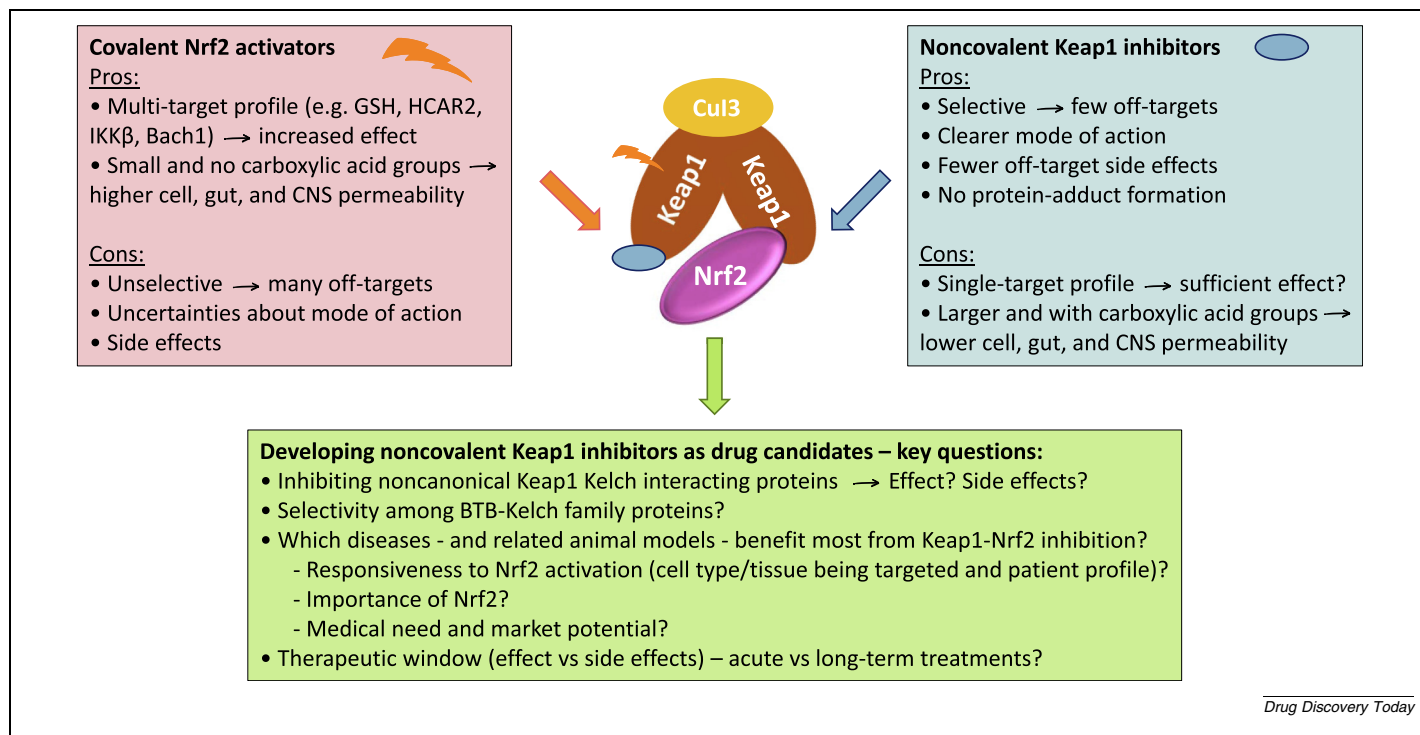 Covalent Nrf2 activators
Pros:
• Multi-target profile (e.g. GSH, HCAR2,
IKKβ, Bach1) → increased effect
• Small and no carboxylic acid groups →
higher cell, gut, and CNS permeability
Cons:
• Unselective → many off-targets
• Uncertainties about mode of action
• Side effects
Cul3
Keap1
Keap1
Nrf2
Noncovalent Keap1 inhibitors
Pros:
• Selective → few off-targets
• Clearer mode of action
• Fewer off-target side effects
• No protein-adduct formation
Cons:
• Single-target profile → sufficient effect?
• Larger and with carboxylic acid groups →
lower cell, gut, and CNS permeability
Developing noncovalent Keap1 inhibitors as drug candidates – key questions:
• Inhibiting noncanonical Keap1 Kelch interacting proteins → Effect? Side effects?
• Selectivity among BTB-Kelch family proteins?
• Which diseases - and related animal models - benefit most from Keap1-Nrf2 inhibition?
- Responsiveness to Nrf2 activation (cell type/tissue being targeted and patient profile)?
- Importance of Nrf2?
- Medical need and market potential?
• Therapeutic window (effect vs side effects) – acute vs long-term treatments?
Drug Discovery Today